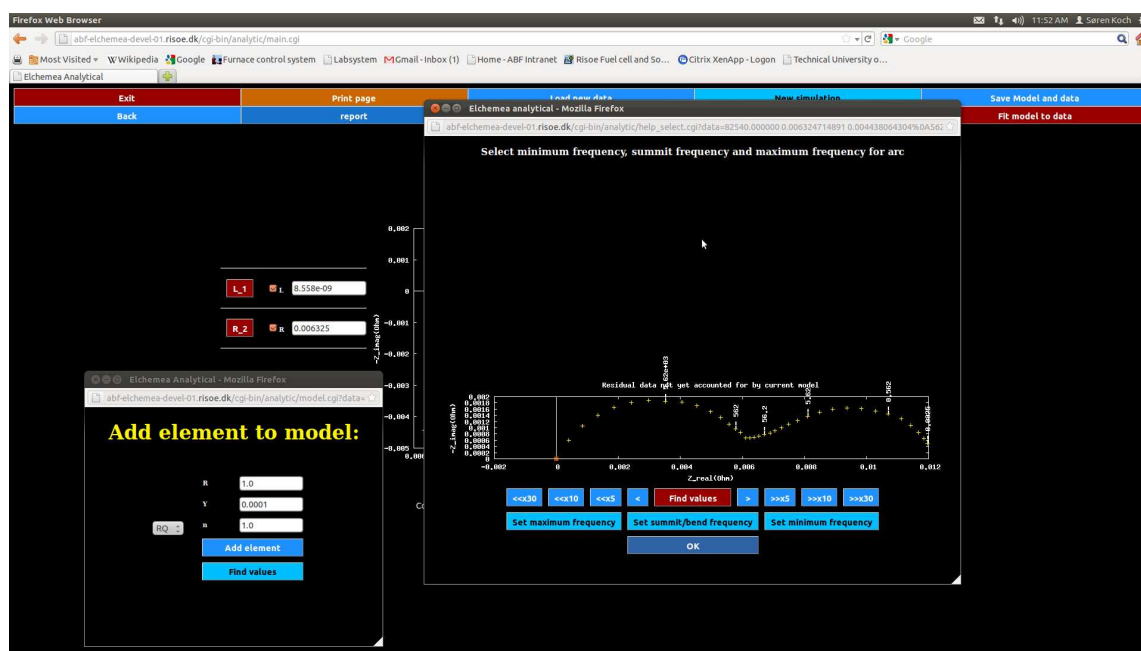 Firefox Web Browser 11:52 AM Søren Koch
abf-elchemea-devel-01.risoe.dk/cgi-bin/analytic/main.cgi Google
Most Visited Wikipedia Google Furnace control system Labsystem Gmail - Inbox (1) Home - ABF Intranet Risoe Fuel cell and So... Citrix XenApp - Logon Technical University o...
Elchemea Analytical
Exit Print page Load new data New simulation Save Model and data
Back report Fit model to data
Elchemea analytical - Mozilla Firefox
abf-elchemea-devel-01.risoe.dk/cgi-bin/analytic/help_select.cgi?data=82540.000000 0.006324714891 0.004438064304%0A562
Select minimum frequency, summit frequency and maximum frequency for arc
0.002
0.001
0
-0.001
-0.002
-0.003
-0.004
-0.005
-Z_imag(Ohm)
L_1 L 8.558e-09
R_2 R 0.006325
Elchemea Analytical - Mozilla Firefox
abf-elchemea-devel-01.risoe.dk/cgi-bin/analytic/model.cgi?data=
Add element to model:
R 1.0
Y 0.0001
RQ n 1.0
Add element
Find values
Residual data not yet accounted for by current model
5.62e+03 562 56.2 5.62 0.562
0.002
0.0018
0.0016
0.0014
0.0012
0.001
0.0008
0.0006
0.0004
0.0002
0
-Z_imag(Ohm)
-0.002 0 0.002 0.004 0.006 0.008 0.01 0.012
Z_real(Ohm)
<<x30 <<x10 <<x5 < Find values > >>x5 >>x10 >>x30
Set maximum frequency Set summit/bend frequency Set minimum frequency
OK